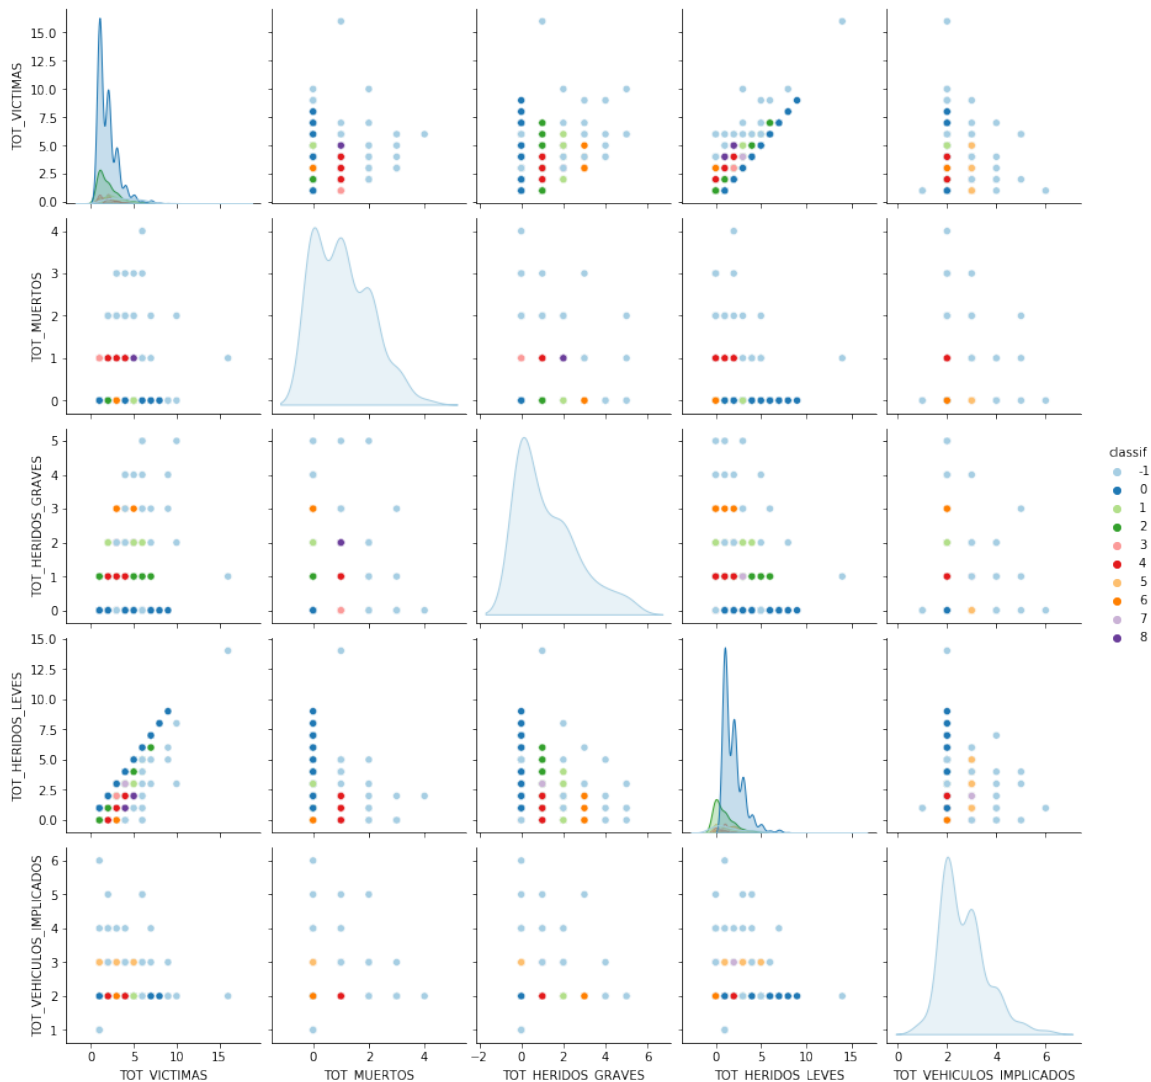 TOT_VICTIMAS
15.0
12.5
10.0
7.5
5.0
2.5
0.0
TOT_MUERTOS
4
3
2
1
0
TOT_HERIDOS_GRAVES
5
4
3
2
1
0
classif
-1
0
1
2
3
4
5
6
7
8
TOT_HERIDOS_LEVES
15.0
12.5
10.0
7.5
5.0
2.5
0.0
TOT_VEHICULOS_IMPLICADOS
6
5
4
3
2
1
0 5 10 15
0 2 4
−2 0 2 4 6
0 5 10 15
0 2 4 6
TOT_VICTIMAS
TOT_MUERTOS
TOT_HERIDOS_GRAVES
TOT_HERIDOS_LEVES
TOT_VEHICULOS_IMPLICADOS